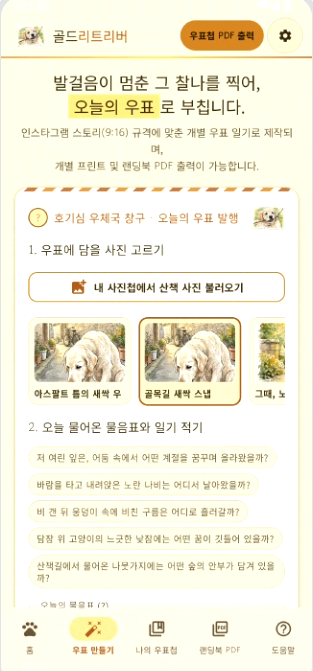 골드리트리버
우표첩 PDF 출력
발걸음이 멈춘 그 찰나를 찍어,
오늘의 우표로 부칩니다.
인스타그램 스토리(9:16) 규격에 맞춘 개별 우표 일기로 제작되
며,
개별 프린트 및 랜딩북 PDF 출력이 가능합니다.
? 호기심 우체국 창구 · 오늘의 우표 발행
1. 우표에 담을 사진 고르기
내 사진첩에서 산책 사진 불러오기
아스팔트 틈의 새싹 우
골목길 새싹 스냅
그때, 노
2. 오늘 물어온 물음표와 일기 적기
저 여린 잎은, 어둠 속에서 어떤 계절을 꿈꾸며 올라왔을까?
바람을 타고 내려앉은 노란 나비는 어디서 날아왔을까?
비 갠 뒤 웅덩이 속에 비친 구름은 어디로 흘러갈까?
담장 위 고양이의 느긋한 낮잠에는 어떤 꿈이 깃들어 있을까?
산책길에서 물어온 나뭇가지에는 어떤 숲의 안부가 담겨 있을
까?
오늘의 물음표 (?)
홈
우표 만들기
나의 우표첩
PDF
랜딩북 PDF
?
도움말